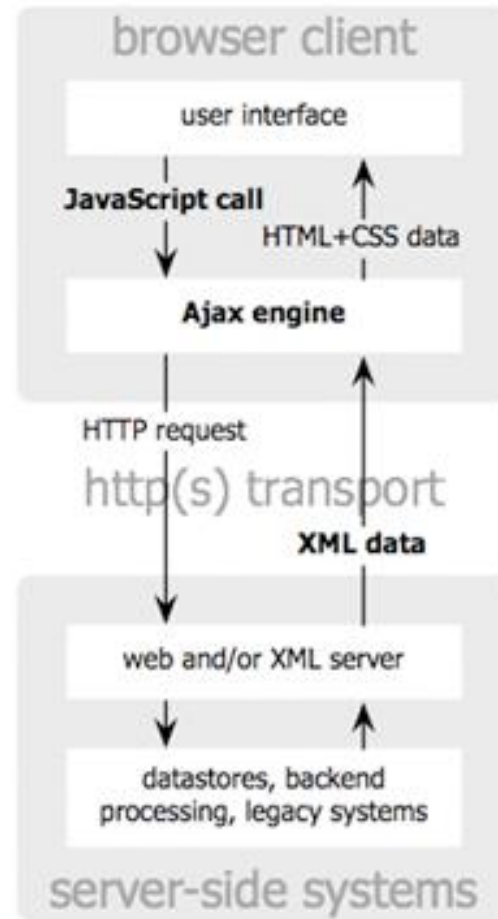 browser client
user interface
JavaScript call
HTML+CSS data
Ajax engine
HTTP request
http(s) transport
XML data
web and/or XML server
datastores, backend
processing, legacy systems
server-side systems